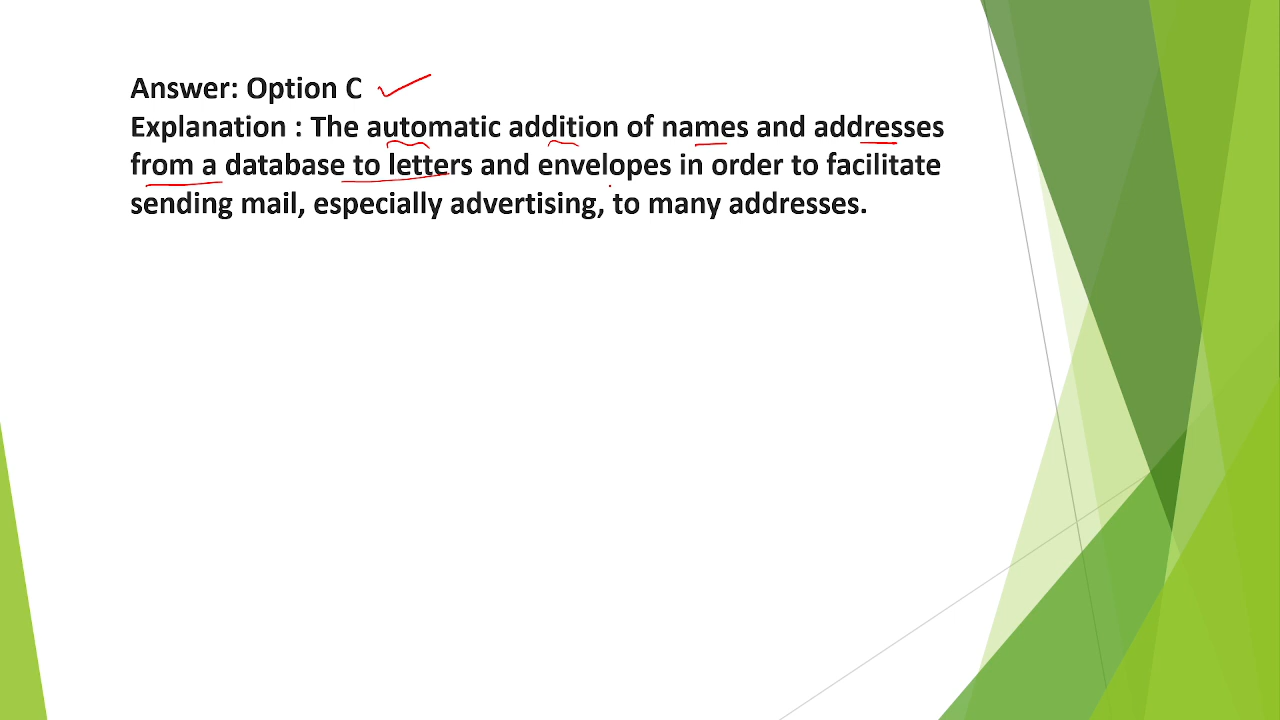 Answer: Option C
Explanation : The automatic addition of names and addresses
from a database to letters and envelopes in order to facilitate
sending mail, especially advertising, to many addresses.